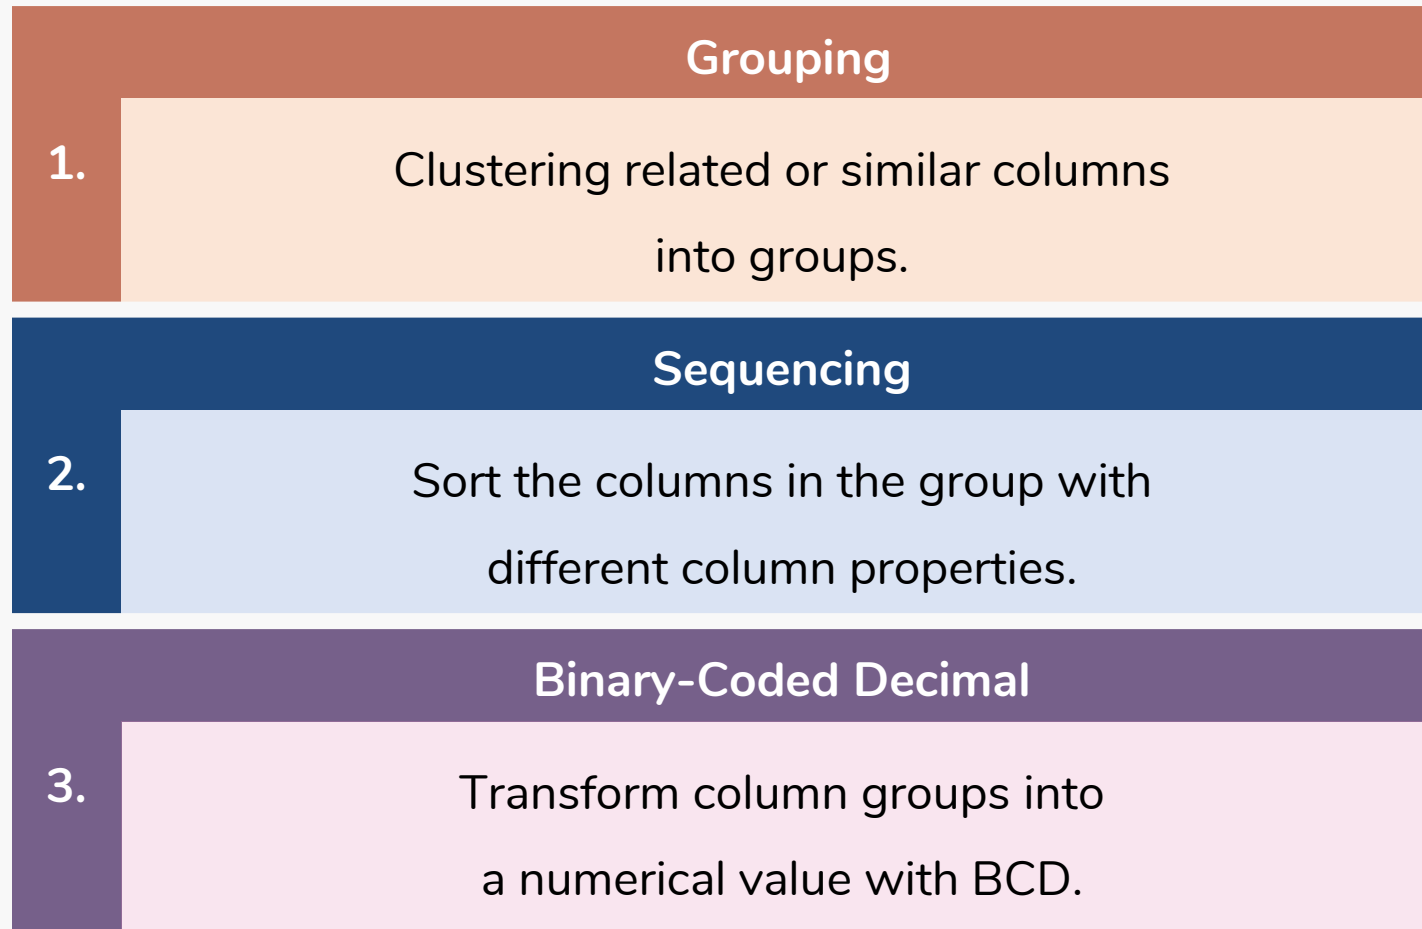 Grouping
1.
Clustering related or similar columns
into groups.
Sequencing
2.
Sort the columns in the group with
different column properties.
Binary-Coded Decimal
3.
Transform column groups into
a numerical value with BCD.